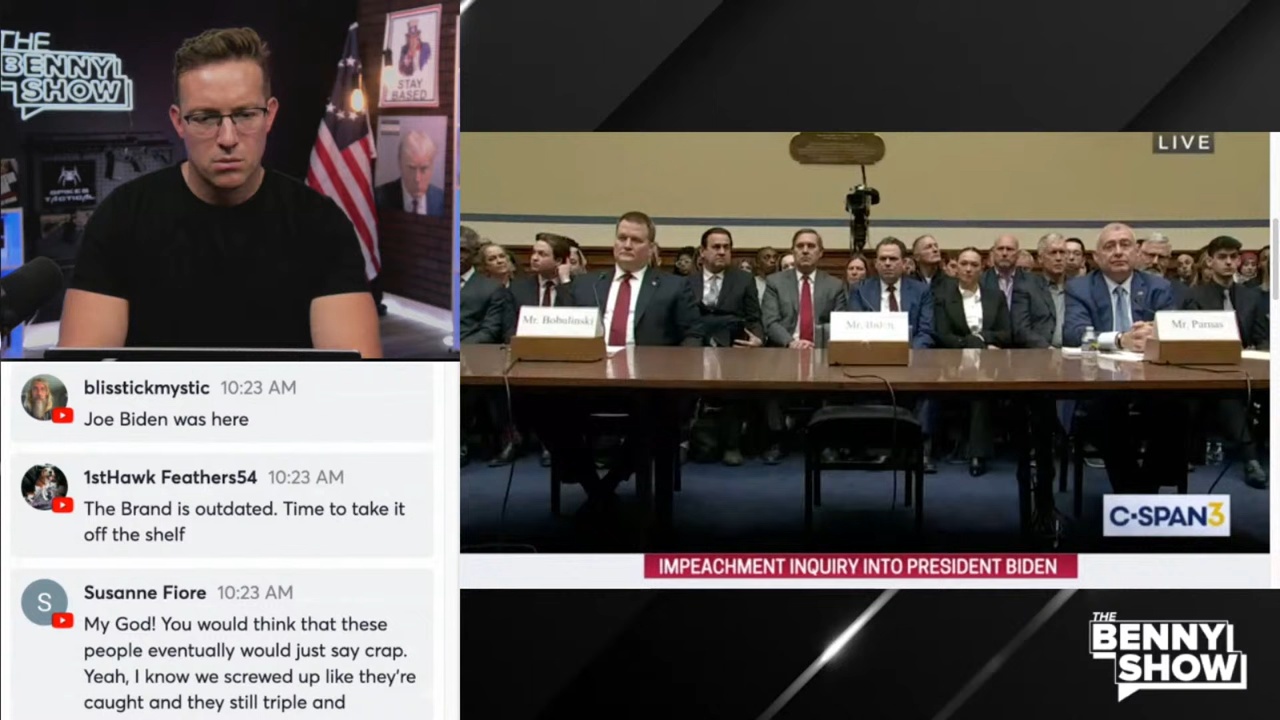 THE
BENNY
SHOW
STAY
BASED
SPIKE'S
TACTICAL
blisstickmystic 10:23 AM
Joe Biden was here
1stHawk Feathers54 10:23 AM
The Brand is outdated. Time to take it
off the shelf
S
Susanne Fiore 10:23 AM
My God! You would think that these
people eventually would just say crap.
Yeah, I know we screwed up like they're
caught and they still triple and
LIVE
Mr. Bobulinski
Mr. Biden
Mr. Parnas
C-SPAN3
IMPEACHMENT INQUIRY INTO PRESIDENT BIDEN
THE
BENNY
SHOW